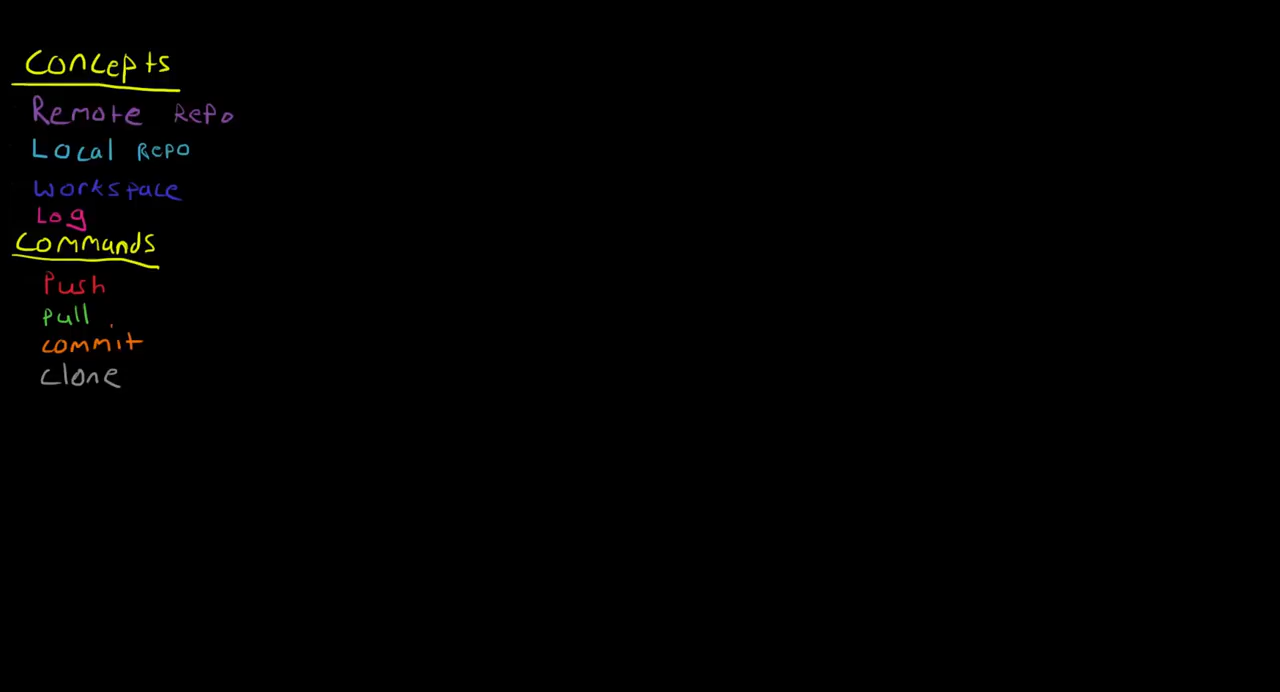 Concepts
Remote Repo
Local Repo
Workspace
Log
Commands
Push
Pull
commit
Clone